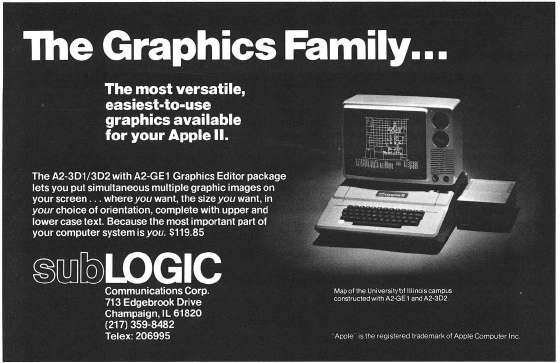 The Graphics Family...
The most versatile,
easiest-to-use
graphics available
for your Apple II.
The A2-3D1/3D2 with A2-GE1 Graphics Editor package
lets you put simultaneous multiple graphic images on
your screen . . . where you want, the size you want, in
your choice of orientation, complete with upper and
lower case text. Because the most important part of
your computer system is you. $119.85
subLOGIC
Communications Corp.
713 Edgebrook Drive
Champaign, IL 61820
(217) 359-8482
Telex: 206995
Map of the University of Illinois campus
constructed with A2-GE1 and A2-3D2.
"Apple" is the registered trademark of Apple Computer Inc.